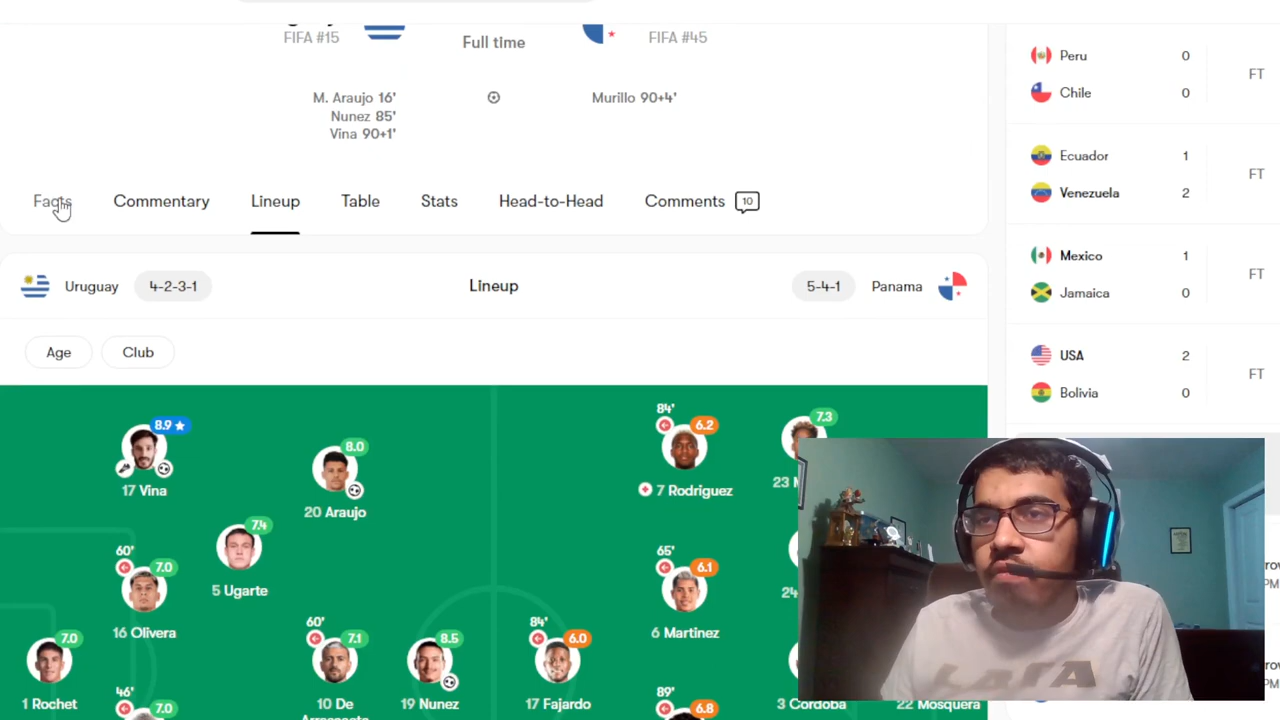 FIFA #15
Full time
FIFA #45
M. Araujo 16'
Nunez 85'
Vina 90+1'
Murillo 90+4'
Facts
Commentary
Lineup
Table
Stats
Head-to-Head
Comments 10
Uruguay 4-2-3-1
Lineup
5-4-1 Panama
Age
Club
8.9
17 Vina
8.0
20 Araujo
84'
6.2
7 Rodriguez
7.3
23
7.4
5 Ugarte
60'
7.0
16 Olivera
65'
6.1
6 Martinez
24
7.0
1 Rochet
60'
7.1
10 De
8.5
19 Nunez
84'
6.0
17 Fajardo
3 Cordoba
22 Mosquera
46'
7.0
89'
6.8
Peru 0
Chile 0
FT
Ecuador 1
Venezuela 2
FT
Mexico 1
Jamaica 0
FT
USA 2
Bolivia 0
FT